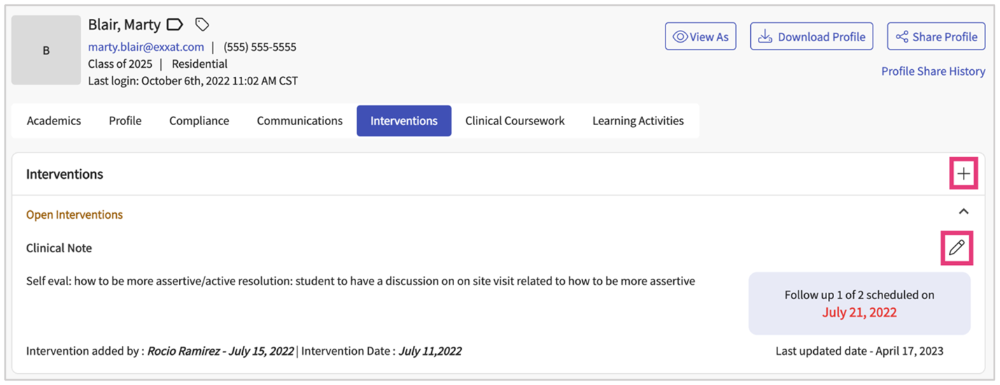 B
Blair, Marty
marty.blair@exxat.com | (555) 555-5555
Class of 2025 | Residential
Last login: October 6th, 2022 11:02 AM CST
View As
Download Profile
Share Profile
Profile Share History
Academics Profile Compliance Communications Interventions Clinical Coursework Learning Activities
Interventions
Open Interventions
Clinical Note
Self eval: how to be more assertive/active resolution: student to have a discussion on on site visit related to how to be more assertive
Follow up 1 of 2 scheduled on
July 21, 2022
Intervention added by : Rocio Ramirez - July 15, 2022 | Intervention Date : July 11,2022
Last updated date - April 17, 2023